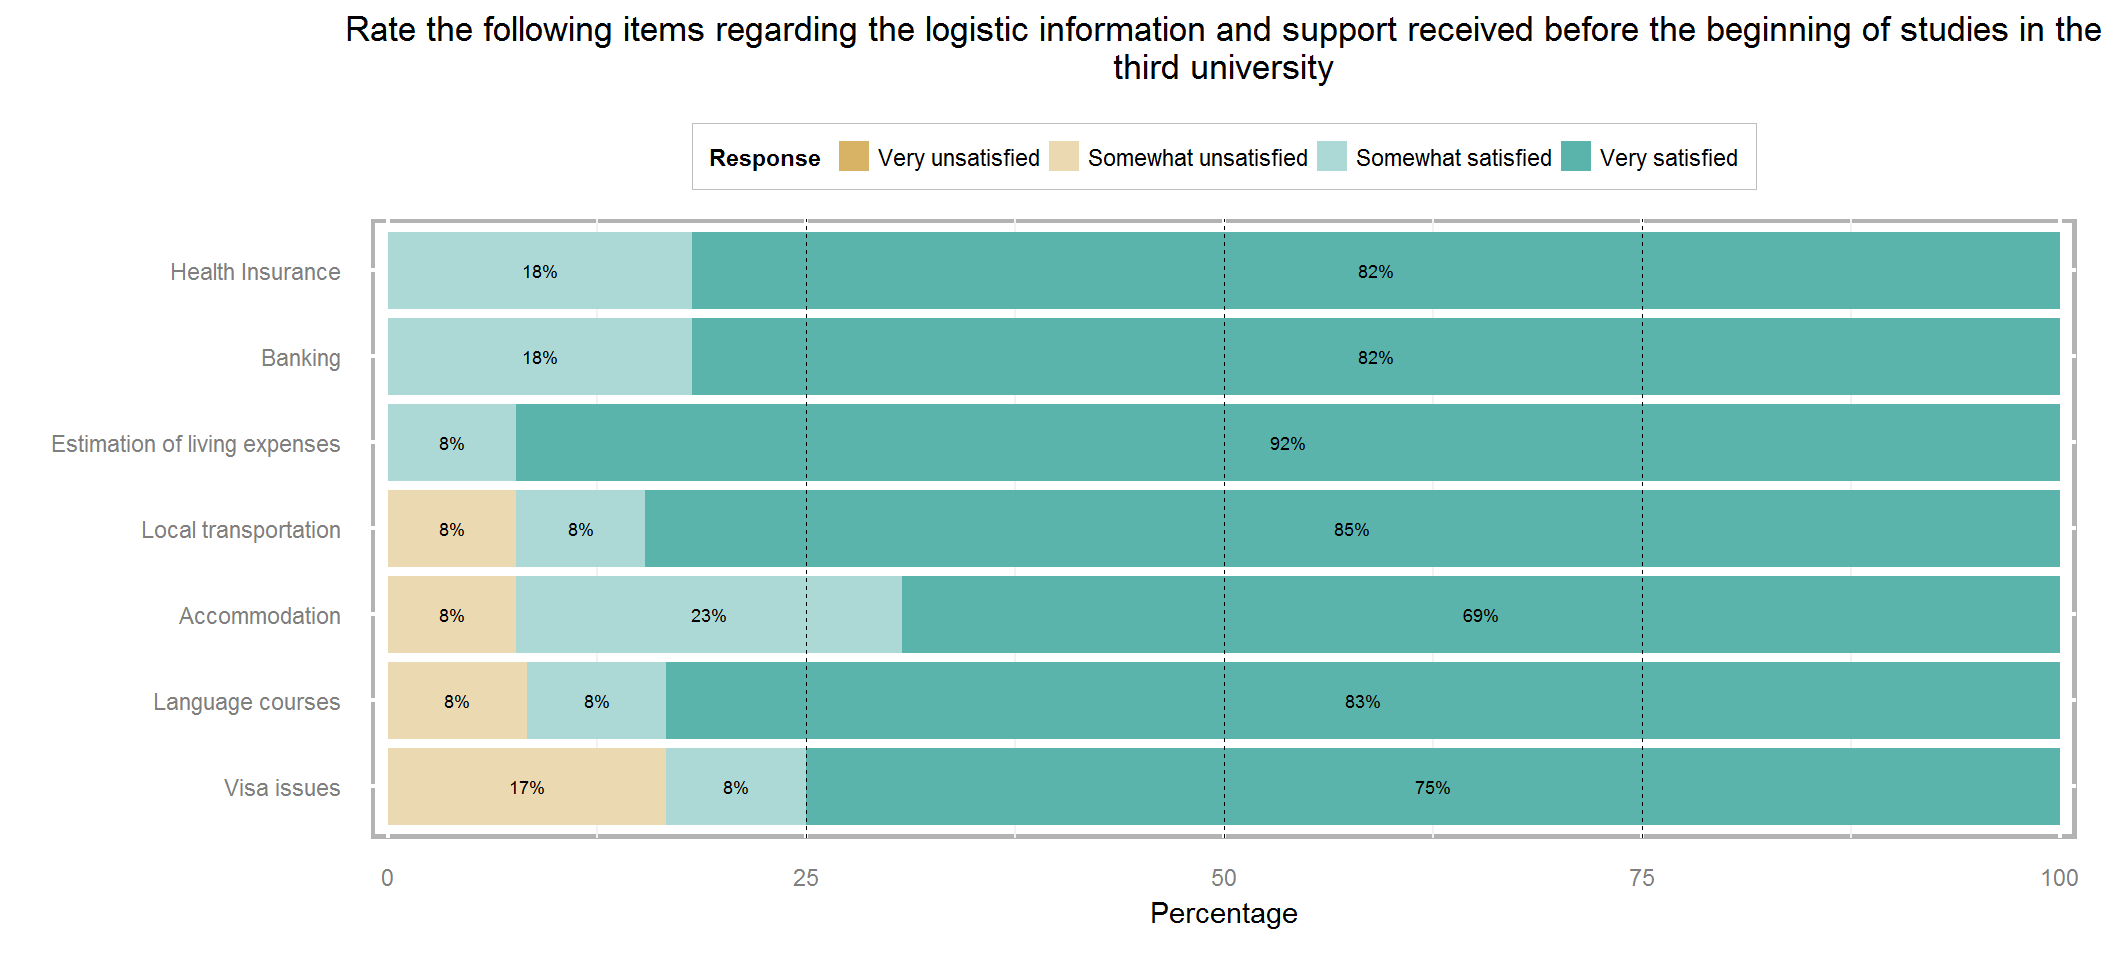 Rate the following items regarding the logistic information and support received before the beginning of studies in the
third university
Response Very unsatisfied Somewhat unsatisfied Somewhat satisfied Very satisfied
Health Insurance 18% 82%
Banking 18% 82%
Estimation of living expenses 8% 92%
Local transportation 8% 8% 85%
Accommodation 8% 23% 69%
Language courses 8% 8% 83%
Visa issues 17% 8% 75%
0 25 50 75 100
Percentage